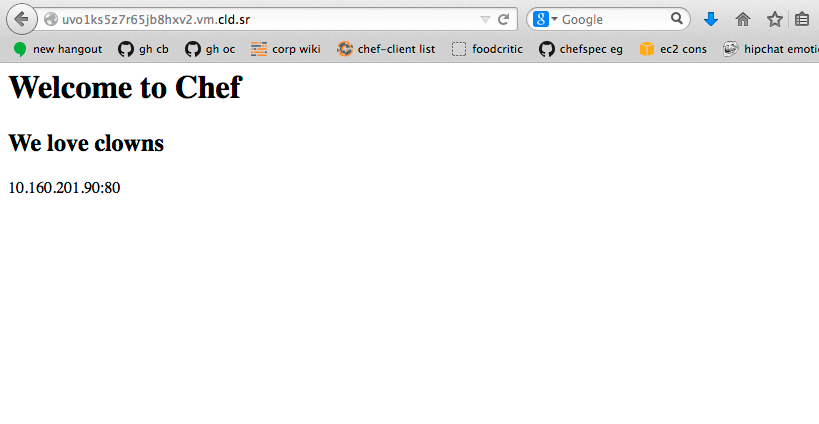 uvo1ks5z7r65jb8hxv2.vm.cld.sr Google
new hangout gh cb gh oc corp wiki chef-client list foodcritic chefspec eg ec2 cons hipchat emotic
Welcome to Chef
We love clowns
10.160.201.90:80